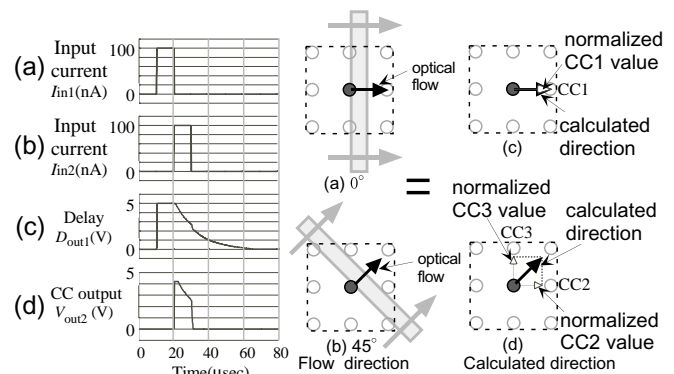 (a)
Input
current
Iin1(nA)
100
0
(b)
Input
current
Iin2(nA)
100
0
(c)
Delay
Dout1(V)
5
0
(d)
CC output
Vout2 (V)
5
0
0 20 40 60 80
Time(μsec)
optical
flow
(a) 0°
optical
flow
(b) 45°
Flow direction
=
normalized
CC1 value
CC1
calculated
direction
(c)
normalized
CC3 value
CC3
calculated
direction
CC2
normalized
CC2 value
(d)
Calculated direction